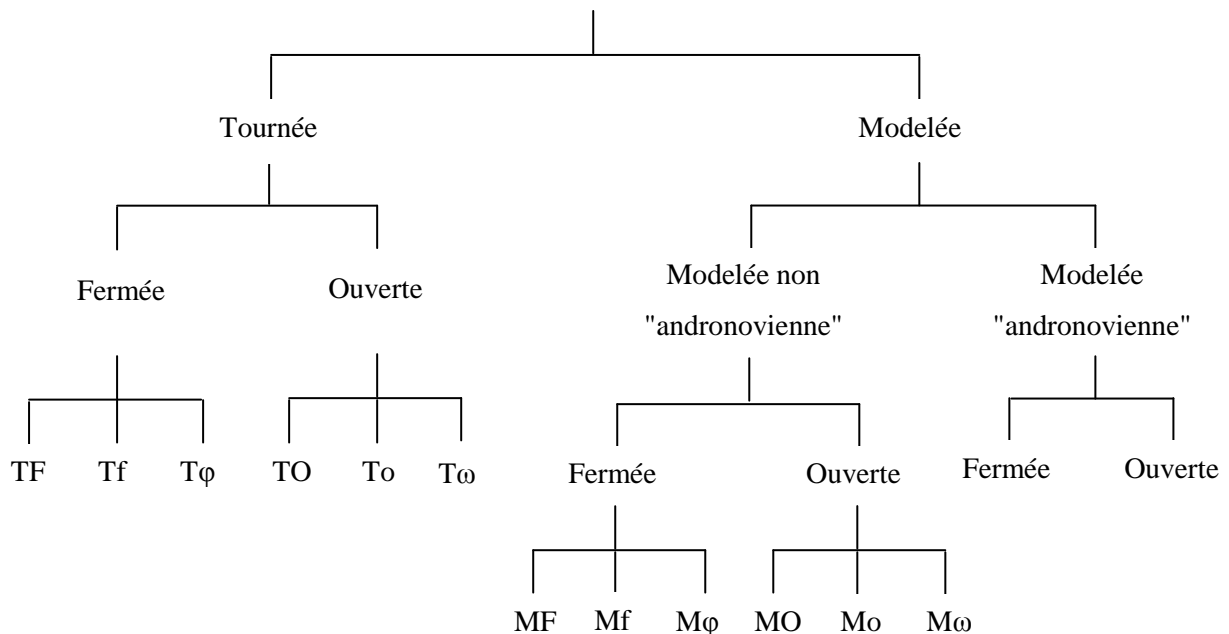 Tournée Modelée
Fermée Ouverte Modelée non Modelée
"andronovienne" "andronovienne"
TF Tf Tφ TO To Tω Fermée Ouverte Fermée Ouverte
MF Mf Mφ MO Mo Mω